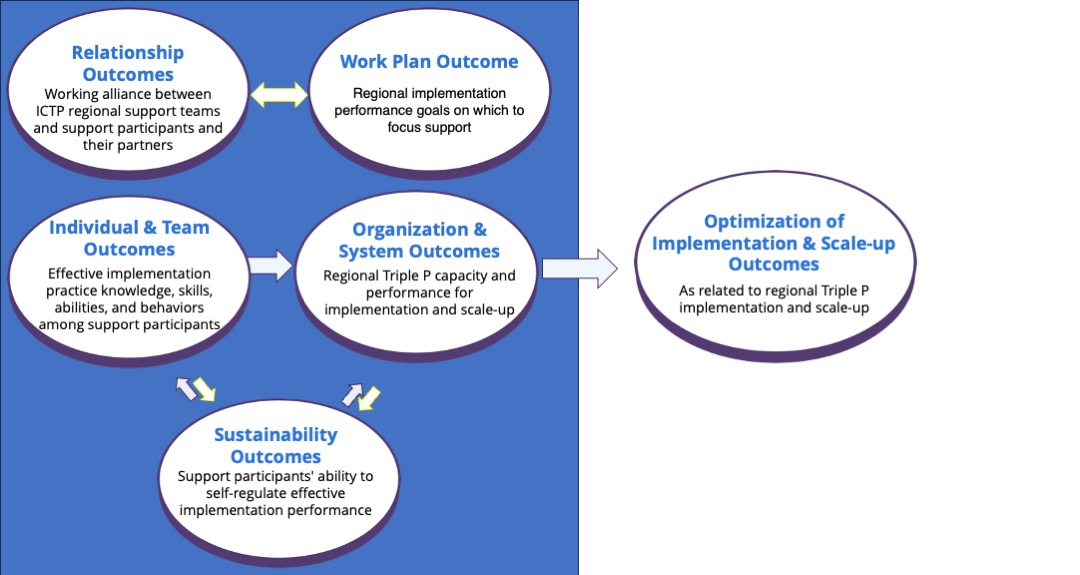 Relationship
Outcomes
Working alliance between
ICTP regional support teams
and support participants and
their partners
Work Plan Outcome
Regional implementation
performance goals on which to
focus support
Individual & Team
Outcomes
Effective implementation
practice knowledge, skills,
abilities, and behaviors
among support participants
Organization &
System Outcomes
Regional Triple P capacity and
performance for
implementation and scale-up
Optimization of
Implementation & Scale-up
Outcomes
As related to regional Triple P
implementation and scale-up
Sustainability
Outcomes
Support participants' ability to
self-regulate effective
implementation performance